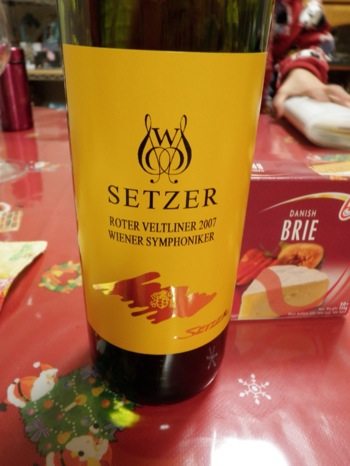 W
SETZER
ROTER VELTLINER 2007
WIENER SYMPHONIKER
SETZER
DANISH
BRIE